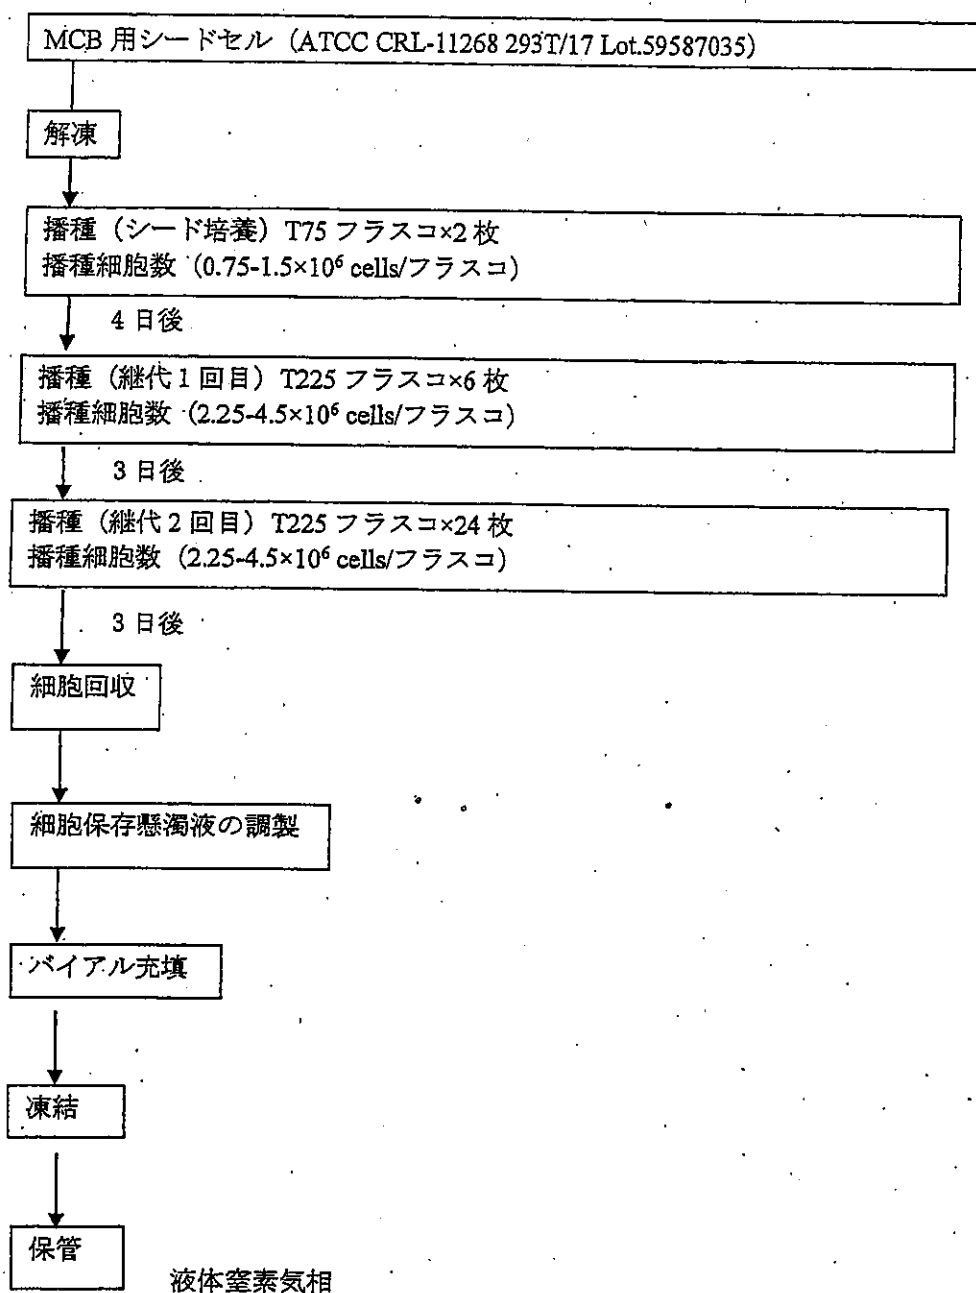 MCB 用シードセル（ATCC CRL-11268 293T/17 Lot.59587035）
解凍
播種（シード培養）T75 フラスコ×2 枚
播種細胞数（0.75-1.5×10⁶ cells/フラスコ）
4 日後
播種（継代 1 回目）T225 フラスコ×6 枚
播種細胞数（2.25-4.5×10⁶ cells/フラスコ）
3 日後
播種（継代 2 回目）T225 フラスコ×24 枚
播種細胞数（2.25-4.5×10⁶ cells/フラスコ）
3 日後
細胞回収
細胞保存懸濁液の調製
バイアル充填
凍結
保管
液体窒素気相